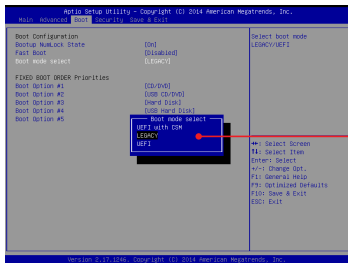 Aptio Setup Utility - Copyright (C) 2014 American Megatrends, Inc.
Main Advanced Boot Security Save & Exit
Boot Configuration
Bootup NumLock State [On]
Fast Boot [Disabled]
Boot mode select [LEGACY]
FIXED BOOT ORDER Priorities
Boot Option #1 [CD/DVD]
Boot Option #2 [USB CD/DVD]
Boot Option #3 [Hard Disk]
Boot Option #4 [USB Hard Disk]
Boot Option #5
Boot mode select
UEFI with CSM
LEGACY
UEFI
Select boot mode
LEGACY/UEFI
→←: Select Screen
↑↓: Select Item
Enter: Select
+/-: Change Opt.
F1: General Help
F9: Optimized Defaults
F10: Save & Exit
ESC: Exit
Version 2.17.1246. Copyright (C) 2014 American Megatrends, Inc.